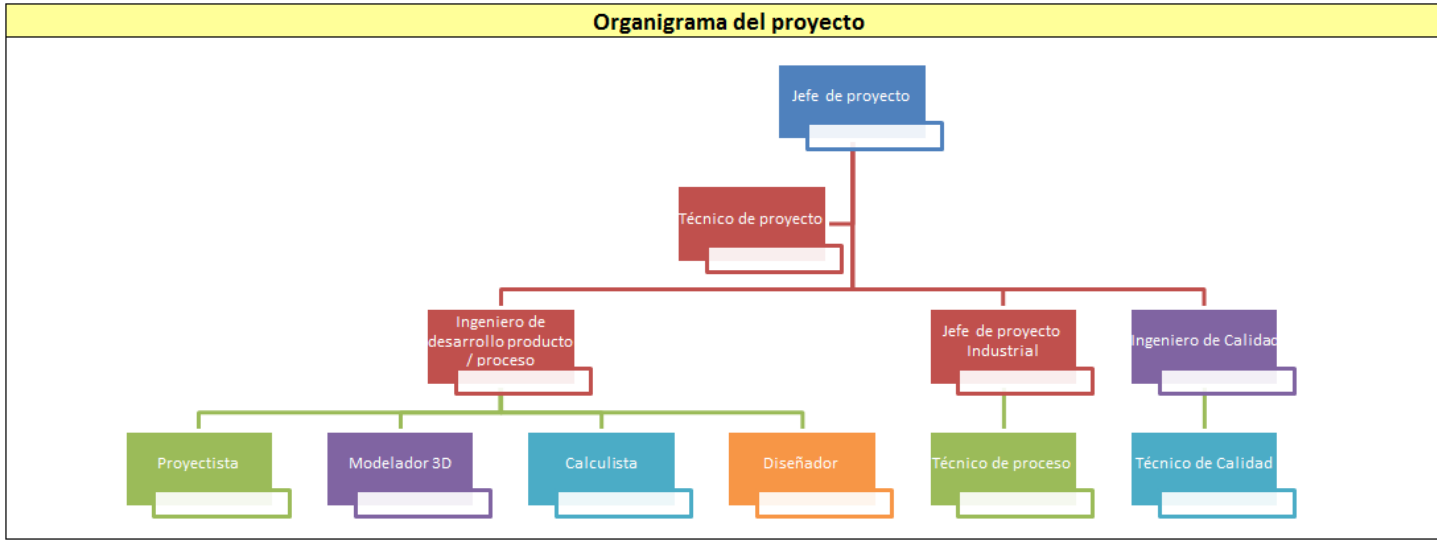 Organigrama del proyecto
Jefe de proyecto
Técnico de proyecto
Ingeniero de
desarrollo producto
/ proceso
Jefe de proyecto
Industrial
Ingeniero de Calidad
Proyectista
Modelador 3D
Calculista
Diseñador
Técnico de proceso
Técnico de Calidad